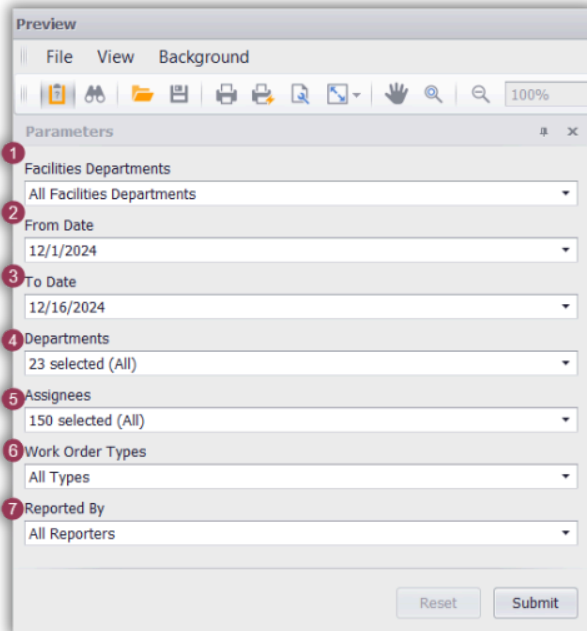 Preview
File View Background
100%
Parameters
1
Facilities Departments
All Facilities Departments
2
From Date
12/1/2024
3
To Date
12/16/2024
4
Departments
23 selected (All)
5
Assignees
150 selected (All)
6
Work Order Types
All Types
7
Reported By
All Reporters
Reset Submit